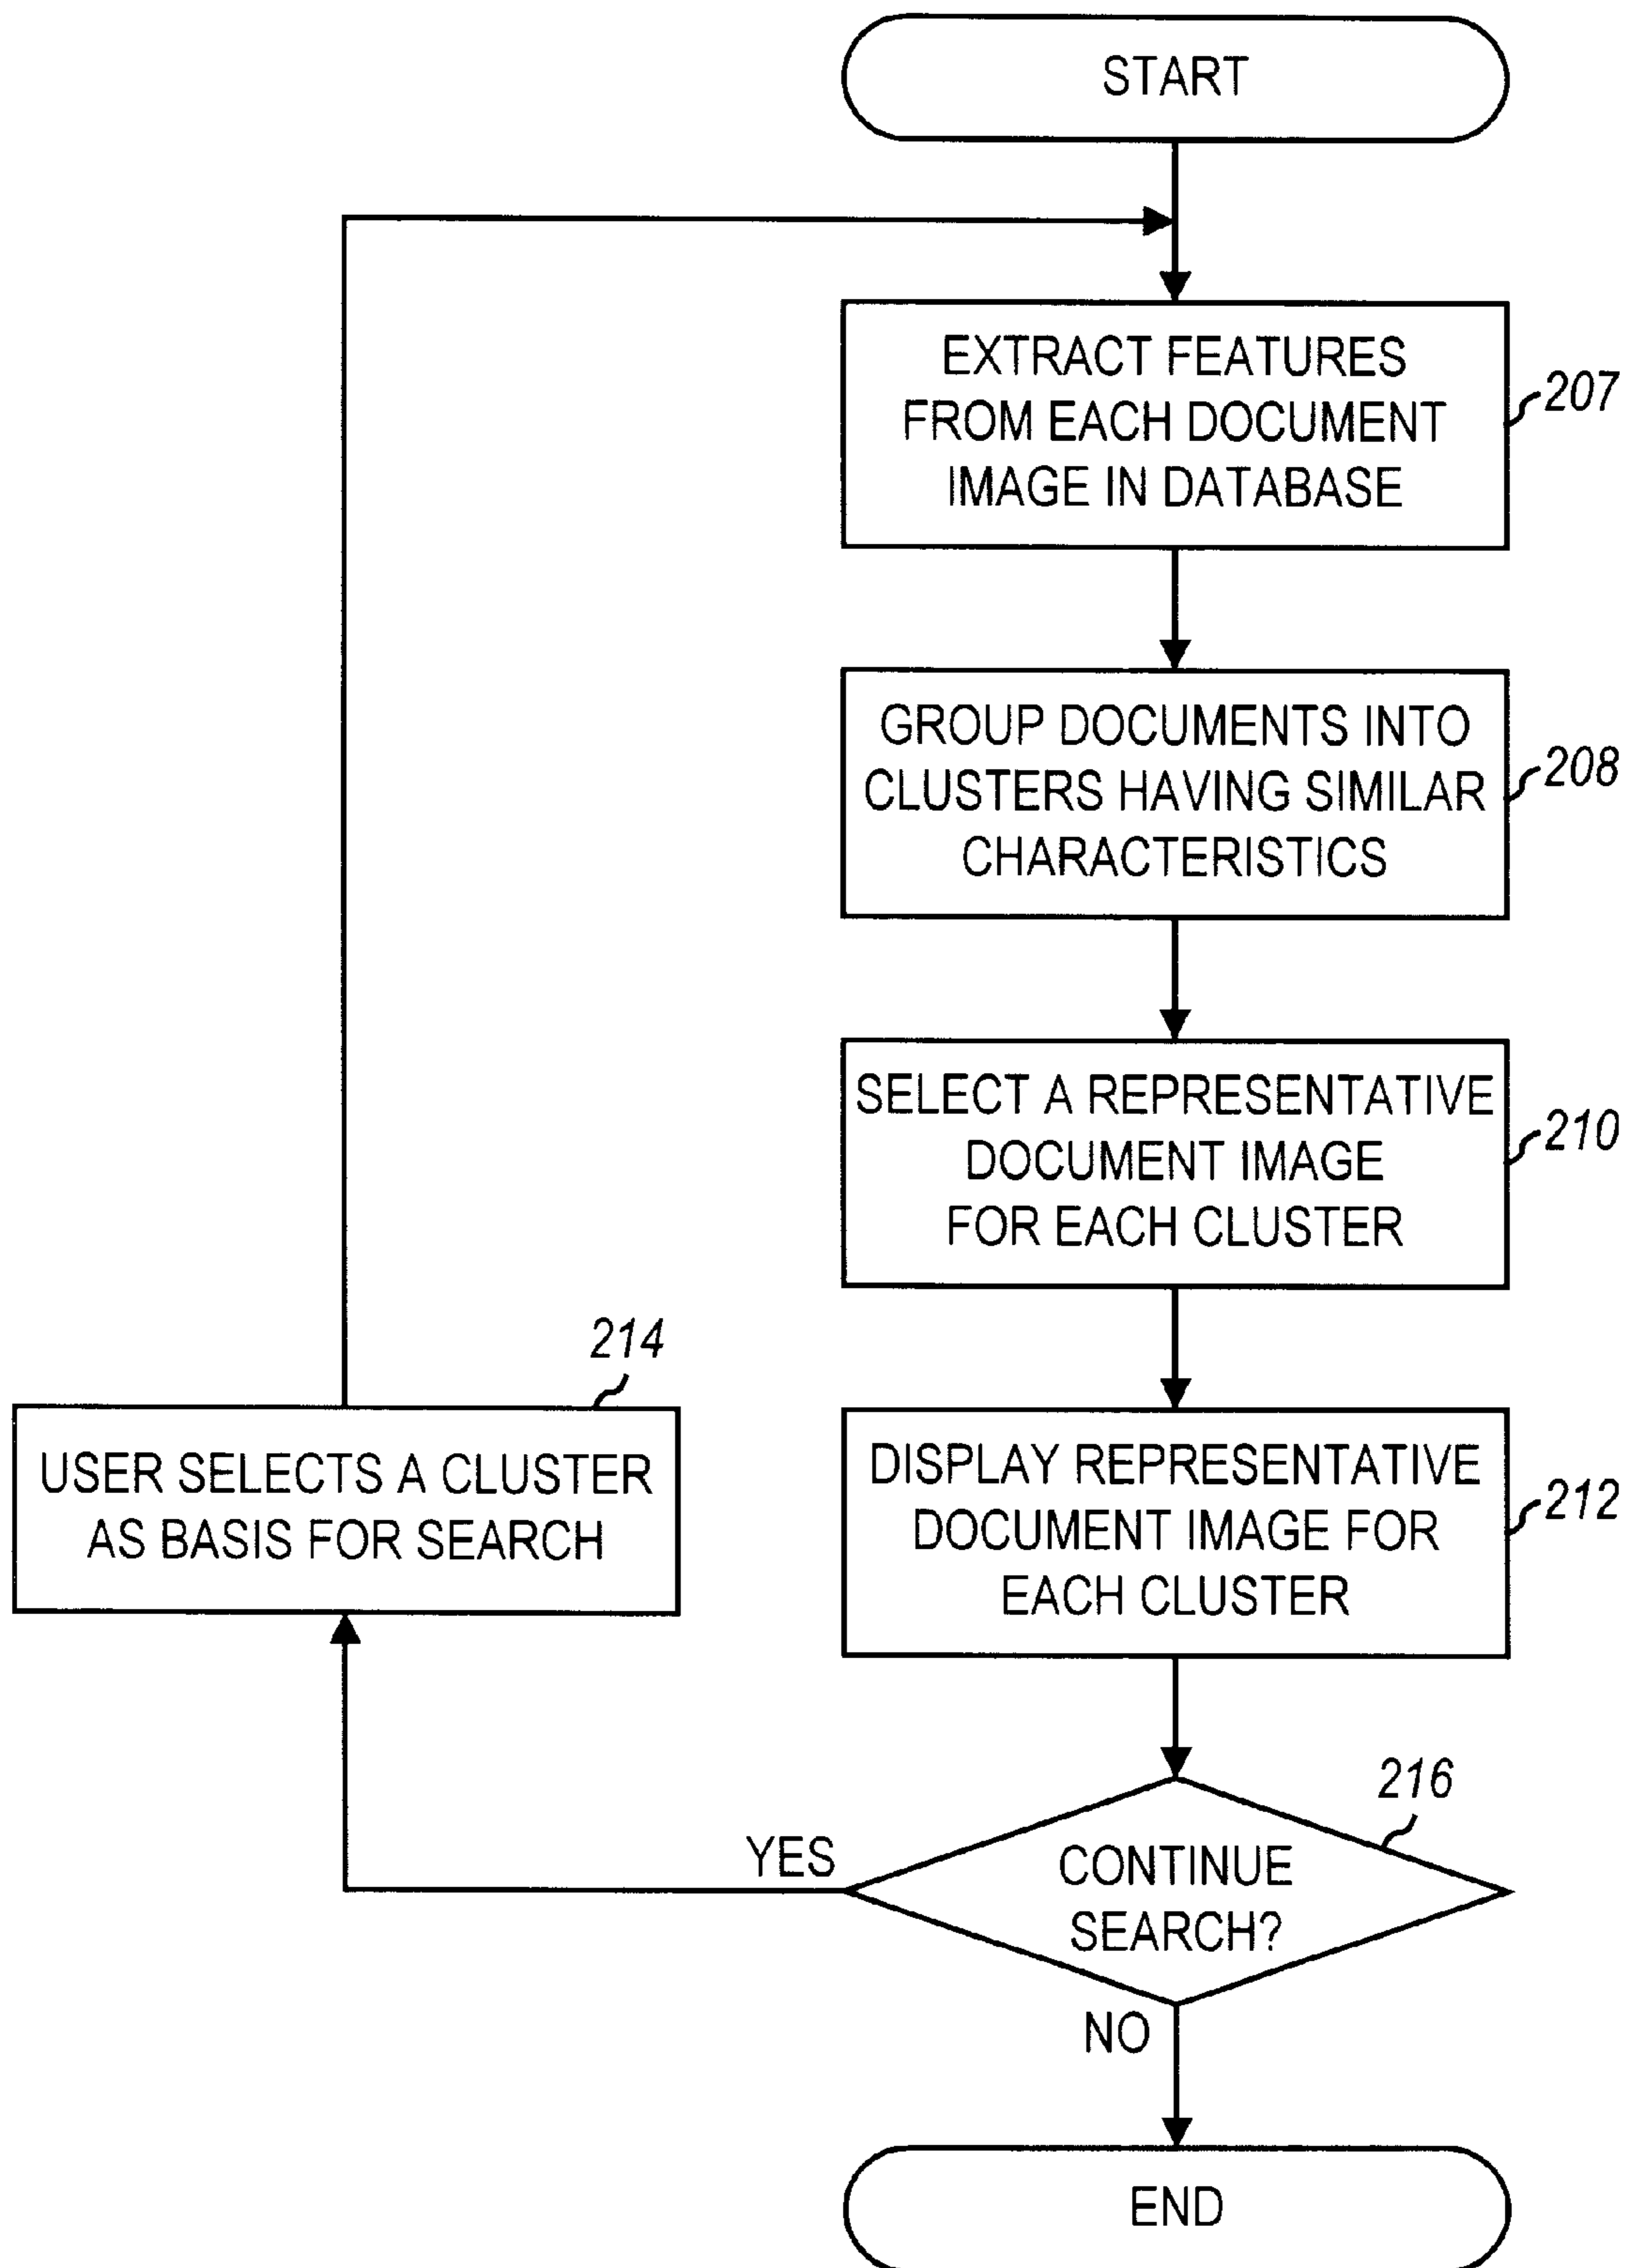 START
EXTRACT FEATURES
FROM EACH DOCUMENT
IMAGE IN DATABASE
207
GROUP DOCUMENTS INTO
CLUSTERS HAVING SIMILAR
CHARACTERISTICS
208
SELECT A REPRESENTATIVE
DOCUMENT IMAGE
FOR EACH CLUSTER
210
214
USER SELECTS A CLUSTER
AS BASIS FOR SEARCH
DISPLAY REPRESENTATIVE
DOCUMENT IMAGE FOR
EACH CLUSTER
212
216
YES
CONTINUE
SEARCH?
NO
END